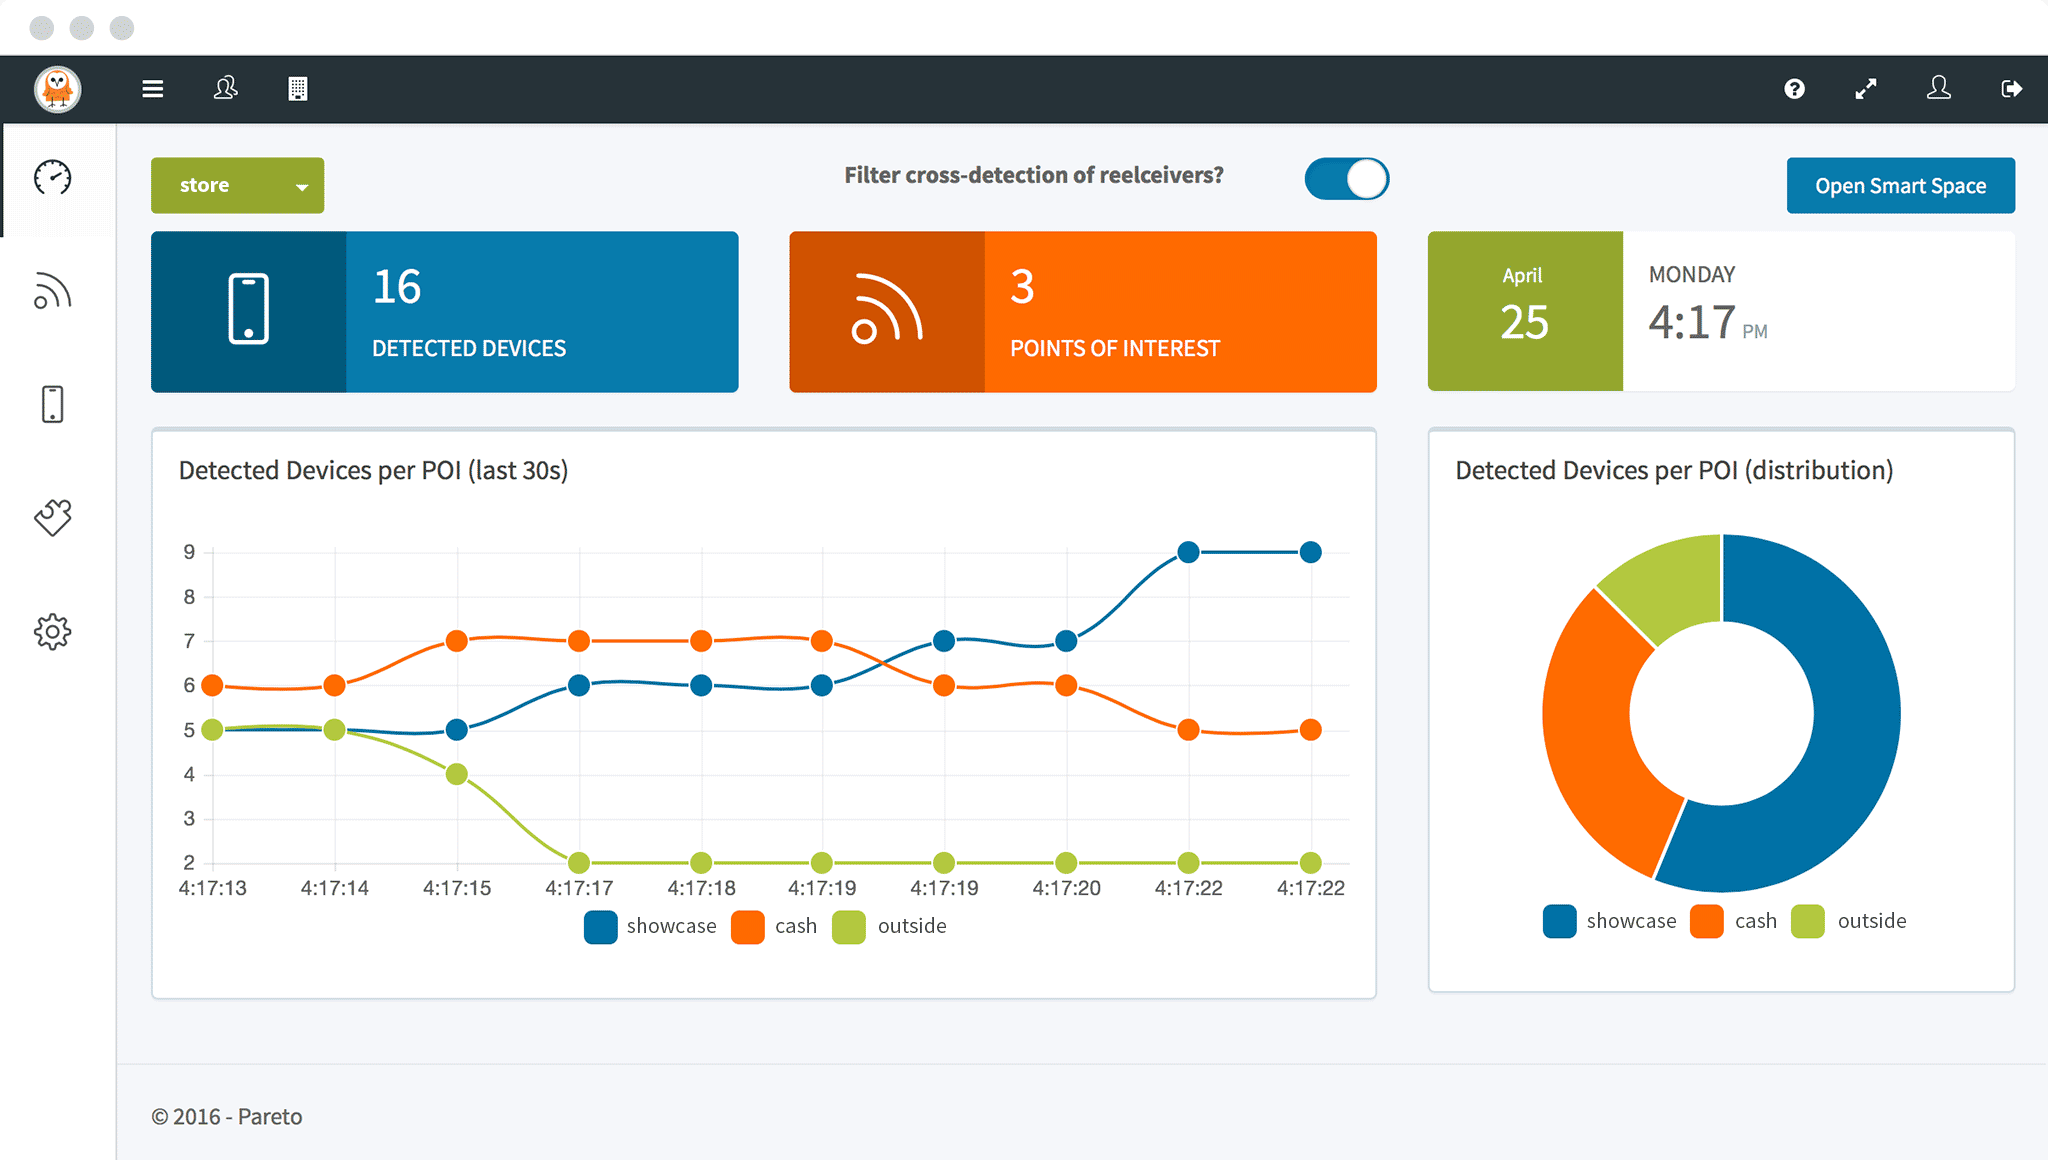 store
Filter cross-detection of reelceivers?
Open Smart Space
16
DETECTED DEVICES
3
POINTS OF INTEREST
April
25
MONDAY
4:17 PM
Detected Devices per POI (last 30s)
9
8
7
6
5
4
3
2
4:17:13 4:17:14 4:17:15 4:17:17 4:17:18 4:17:19 4:17:19 4:17:20 4:17:22 4:17:22
showcase cash outside
Detected Devices per POI (distribution)
showcase cash outside
© 2016 - Pareto